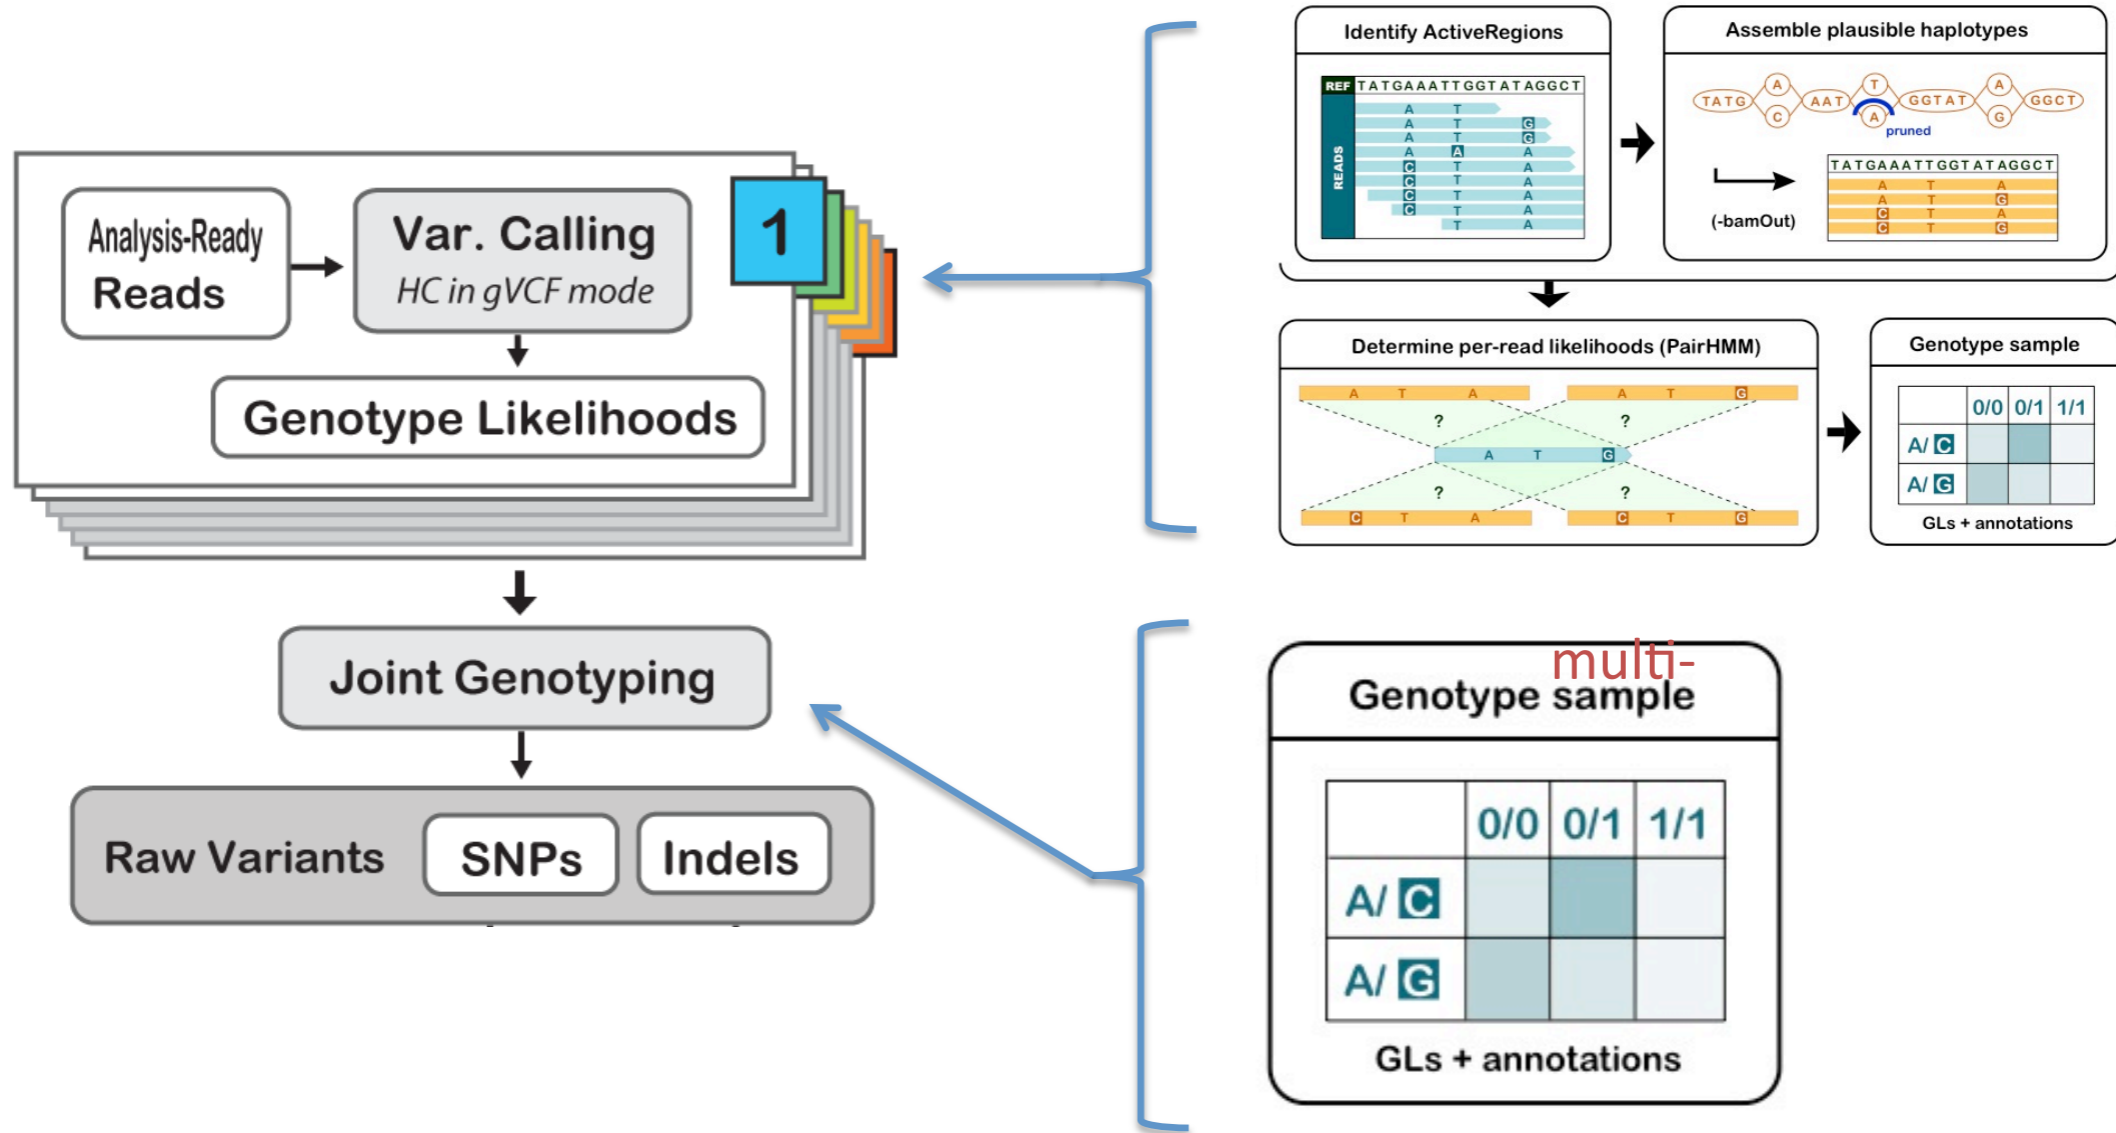 Analysis-Ready
Reads
Var. Calling
HC in gVCF mode
1
Genotype Likelihoods
Joint Genotyping
Raw Variants
SNPs
Indels
Identify ActiveRegions
REF TATGAAATTGGTATAGGCT
READS
A T
A T G
A T G
A A A
C T A
C T A
C T A
C T A
T A
Assemble plausible haplotypes
A T A
TATG AAT GGTAT GGCT
C A G
pruned
TATGAAATTGGTATAGGCT
A T A
A T G
C T A
C T G
(-bamOut)
Determine per-read likelihoods (PairHMM)
A T A A T G
? ?
A T G
? ?
C T A C T G
Genotype sample
0/0 0/1 1/1
A/ C
A/ G
GLs + annotations
multi-
Genotype sample
0/0 0/1 1/1
A/ C
A/ G
GLs + annotations